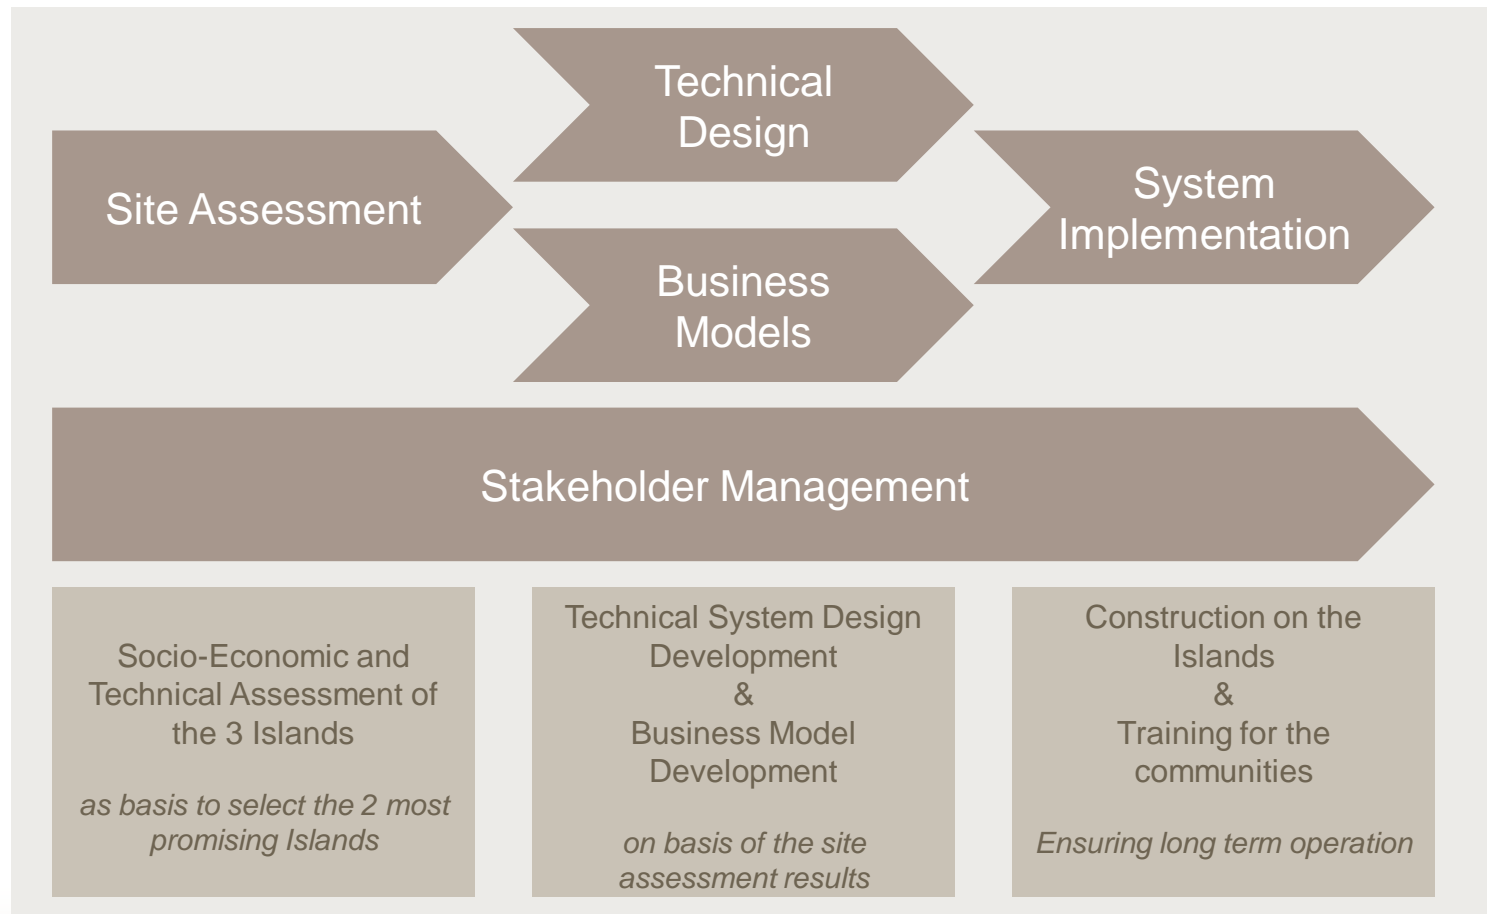 Technical
Design
Site Assessment
System
Implementation
Business
Models
Stakeholder Management
Socio-Economic and
Technical Assessment of
the 3 Islands
as basis to select the 2 most
promising Islands
Technical System Design
Development
&
Business Model
Development
on basis of the site
assessment results
Construction on the
Islands
&
Training for the
communities
Ensuring long term operation